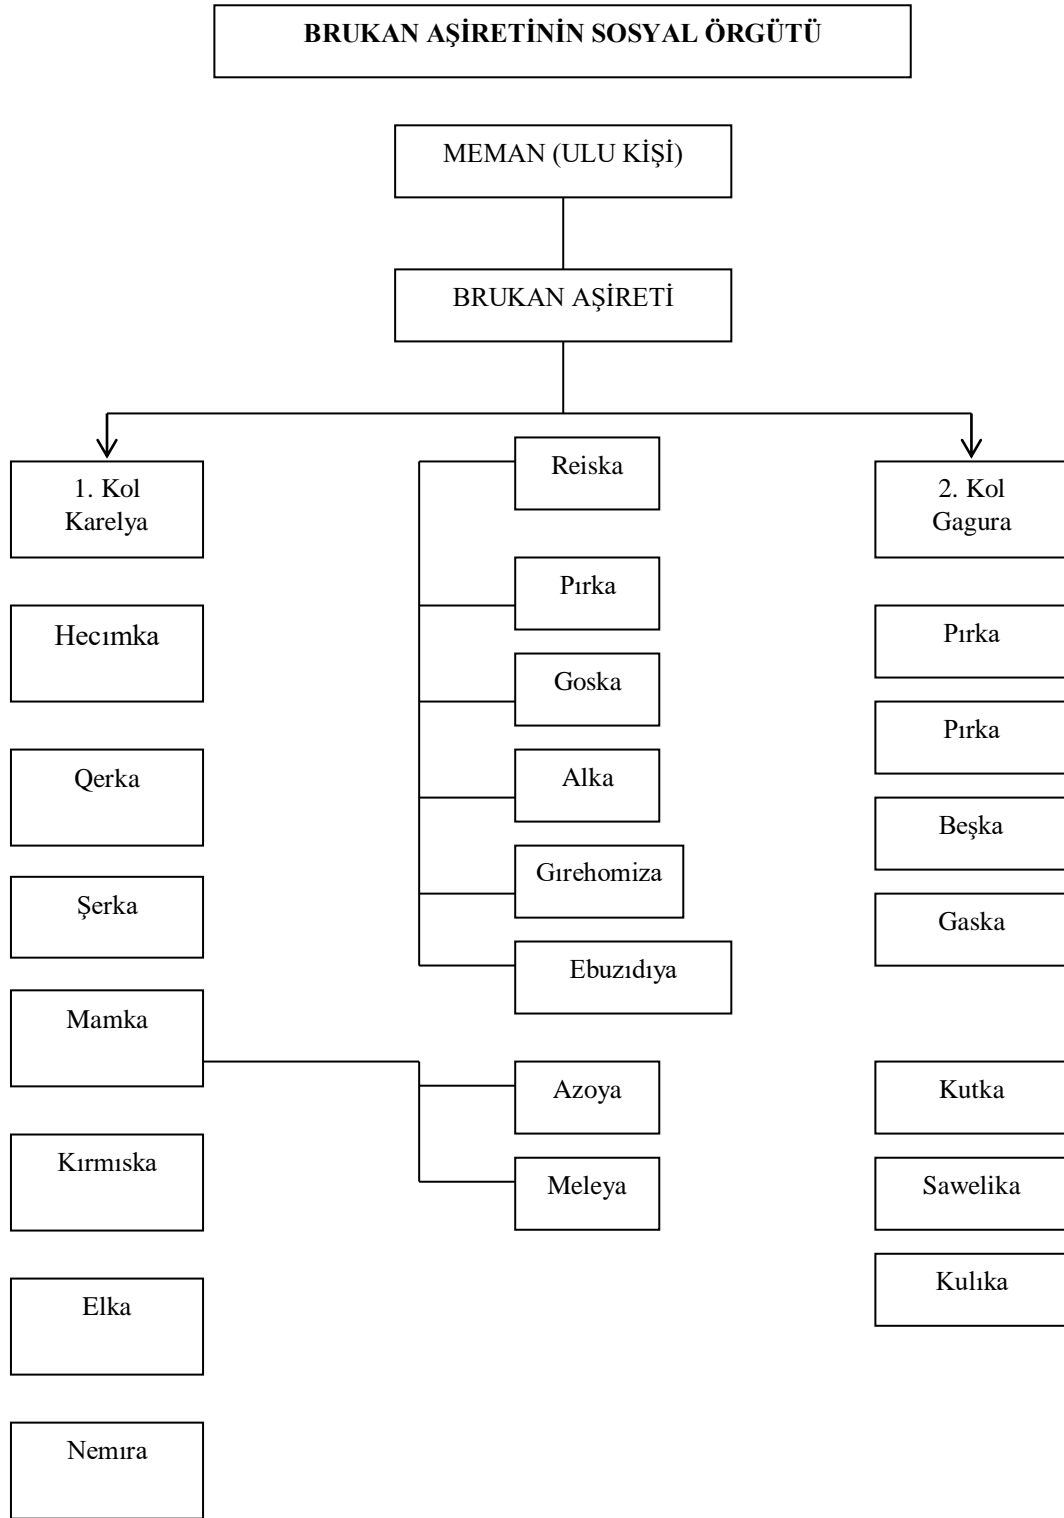 BRUKAN AŞİRETİNİN SOSYAL ÖRGÜTÜ
MEMAN (ULU KİŞİ)
BRUKAN AŞİRETİ
1. Kol
Karelya
Hecımka
Qerka
Şerka
Mamka
Kırmıska
Elka
Nemıra
Reiska
Pırka
Goska
Alka
Gırehomiza
Ebuzıdıya
Azoya
Meleya
2. Kol
Gagura
Pırka
Pırka
Beşka
Gaska
Kutka
Sawelika
Kulıka